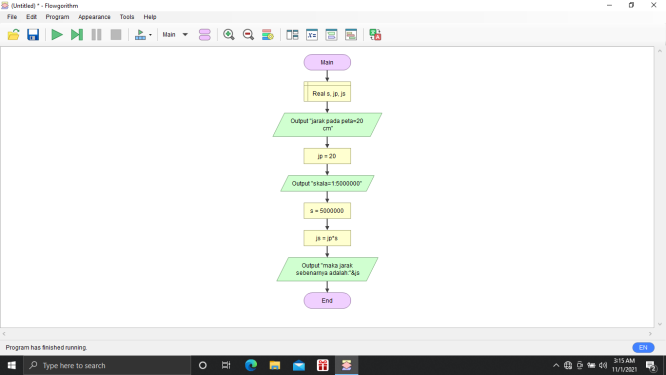 (Untitled) * - Flowgorithm
File Edit Program Appearance Tools Help
Main
Main
Real s, jp, js
Output "jarak pada peta=20
cm"
jp = 20
Output "skala=1:5000000"
s = 5000000
js = jp*s
Output "maka jarak
sebenarnya adalah:"&js
End
Program has finished running.
EN
Type here to search
3:15 AM
11/1/2021